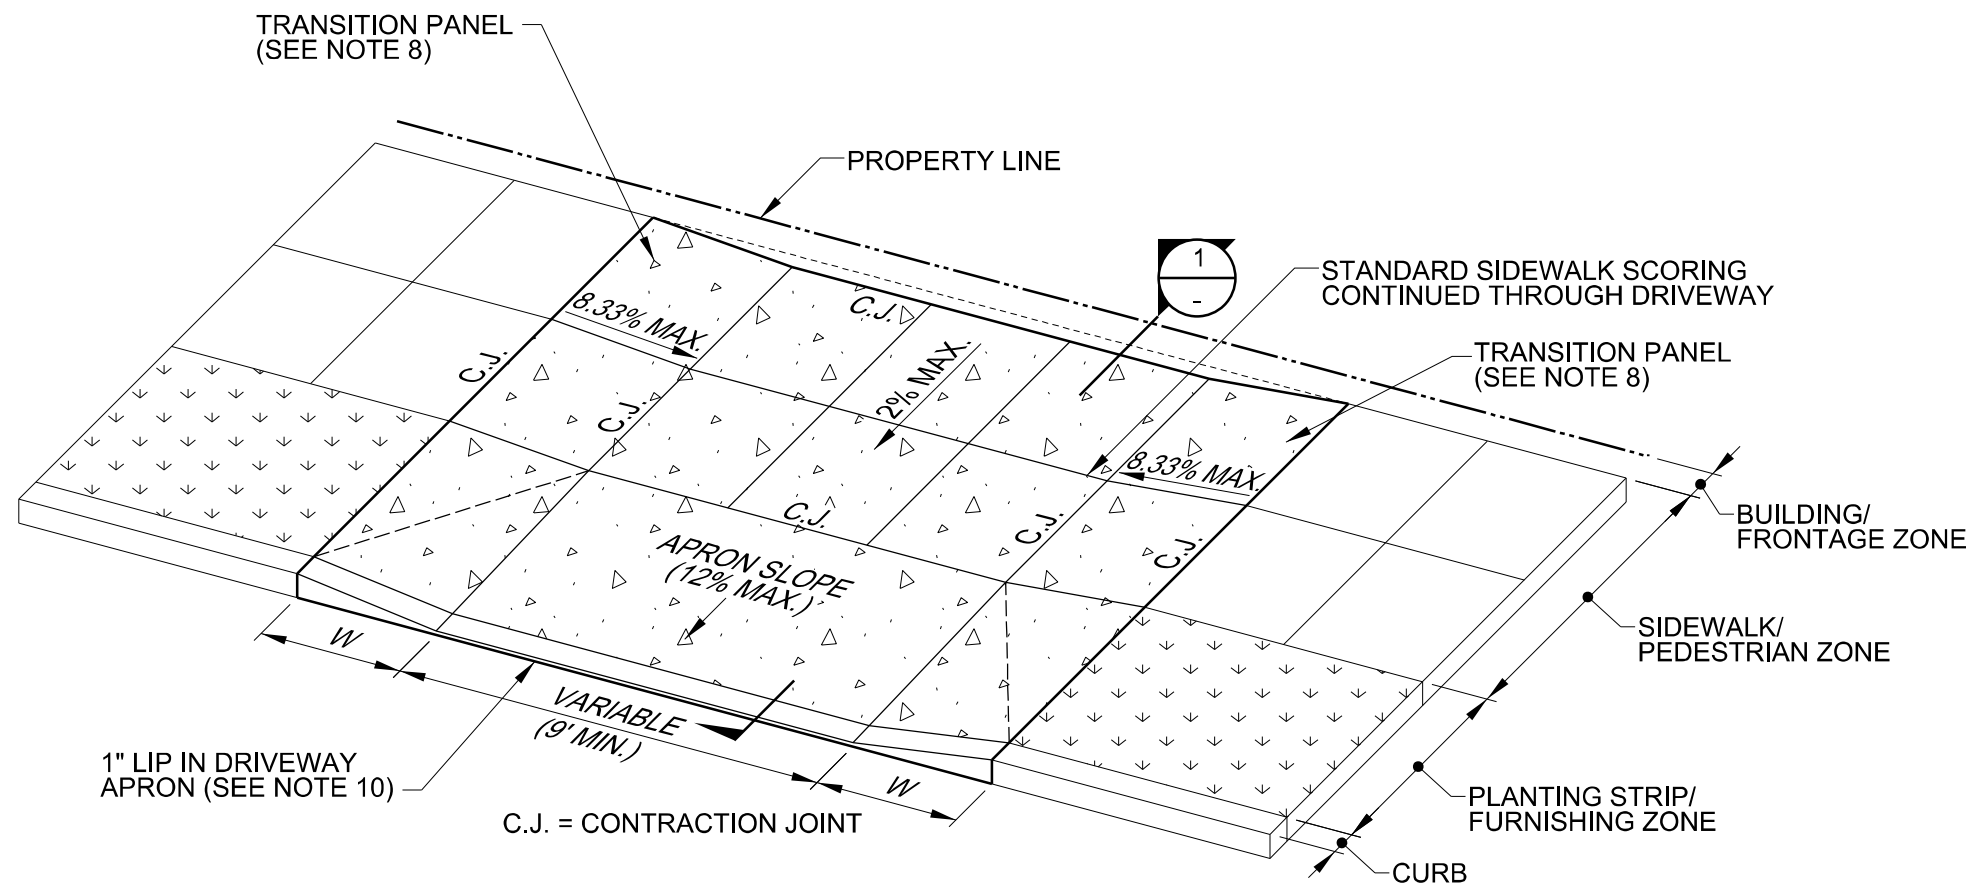 TRANSITION PANEL
(SEE NOTE 8)
PROPERTY LINE
1
-
STANDARD SIDEWALK SCORING
CONTINUED THROUGH DRIVEWAY
TRANSITION PANEL
(SEE NOTE 8)
8.33% MAX.
C.J.
C.J.
C.J.
2% MAX.
8.33% MAX.
C.J.
C.J.
C.J.
APRON SLOPE
(12% MAX.)
BUILDING/
FRONTAGE ZONE
SIDEWALK/
PEDESTRIAN ZONE
W
VARIABLE
(9' MIN.)
W
1" LIP IN DRIVEWAY
APRON (SEE NOTE 10)
C.J. = CONTRACTION JOINT
PLANTING STRIP/
FURNISHING ZONE
CURB